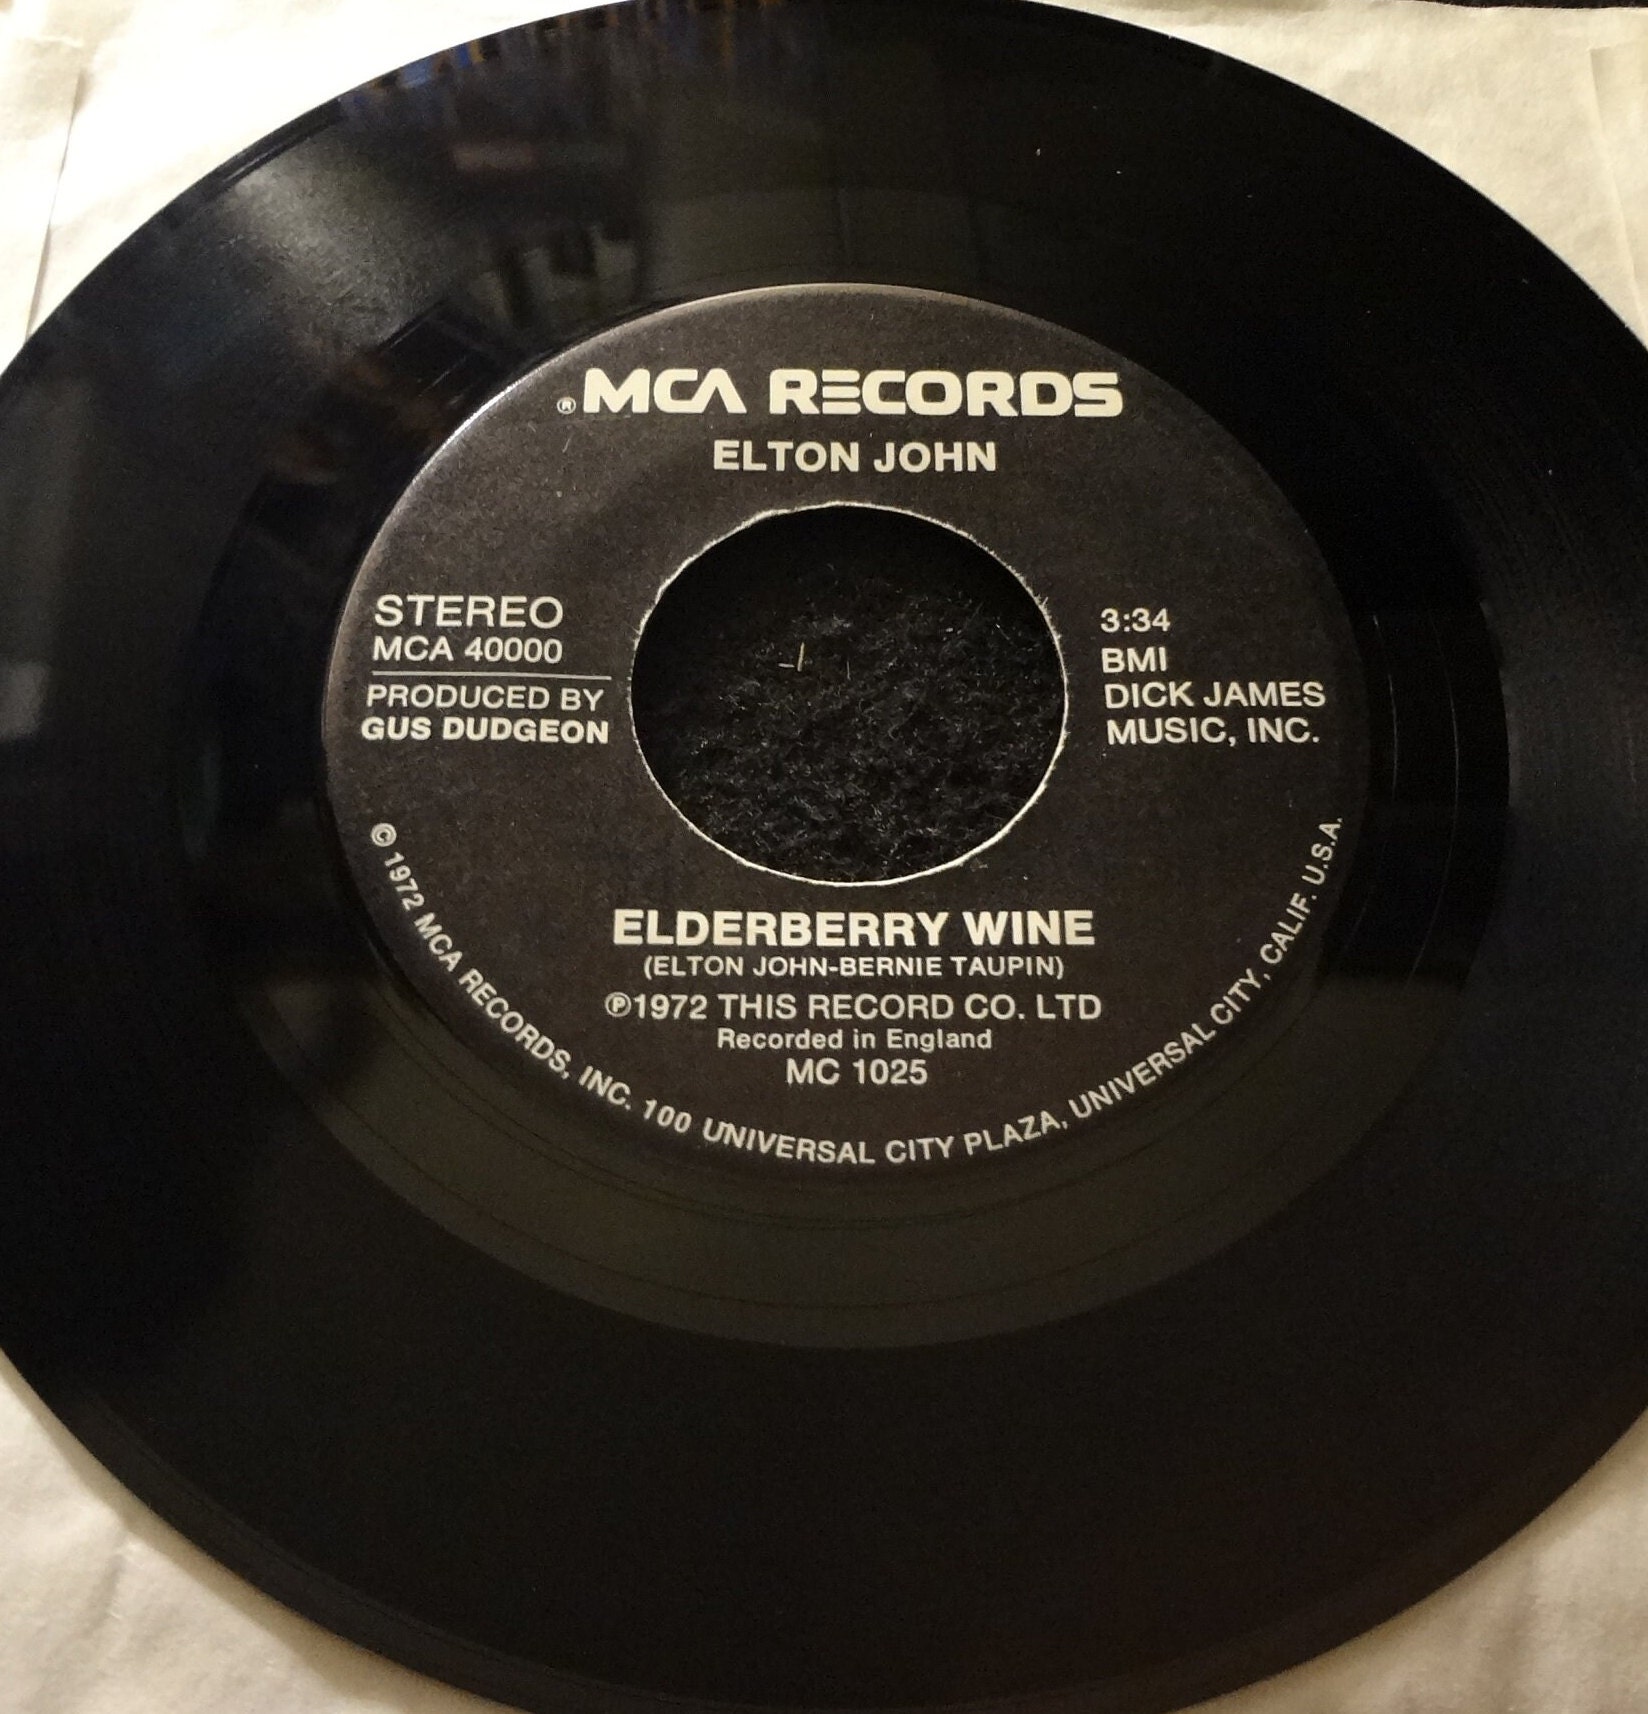 ® MCA RECORDS
ELTON JOHN
STEREO
MCA 40000
PRODUCED BY
GUS DUDGEON
3:34
BMI
DICK JAMES
MUSIC, INC.
ELDERBERRY WINE
(ELTON JOHN-BERNIE TAUPIN)
℗1972 THIS RECORD CO. LTD
Recorded in England
MC 1025
© 1972 MCA RECORDS, INC. 100 UNIVERSAL CITY PLAZA, UNIVERSAL CITY, CALIF. U.S.A.